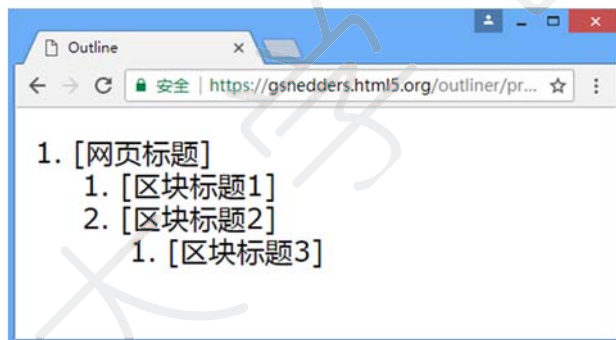 Outline
安全 | https://gsnedders.html5.org/outliner/pr...
1. [网页标题]
1. [区块标题1]
2. [区块标题2]
1. [区块标题3]